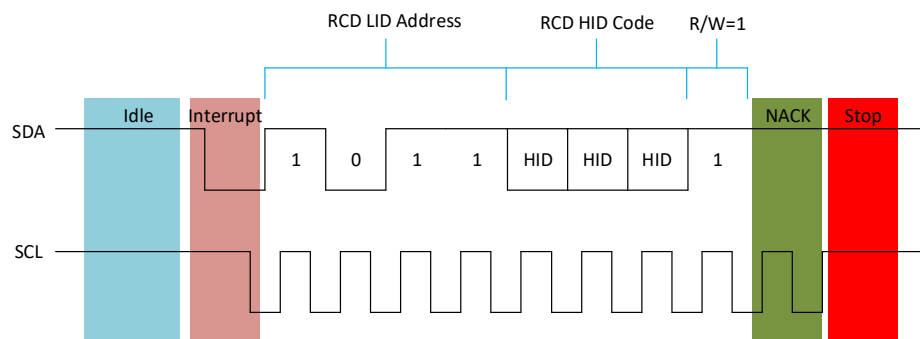 RCD LID Address RCD HID Code R/W=1
Idle Interrupt NACK Stop
SDA
1 0 1 1 HID HID HID 1
SCL